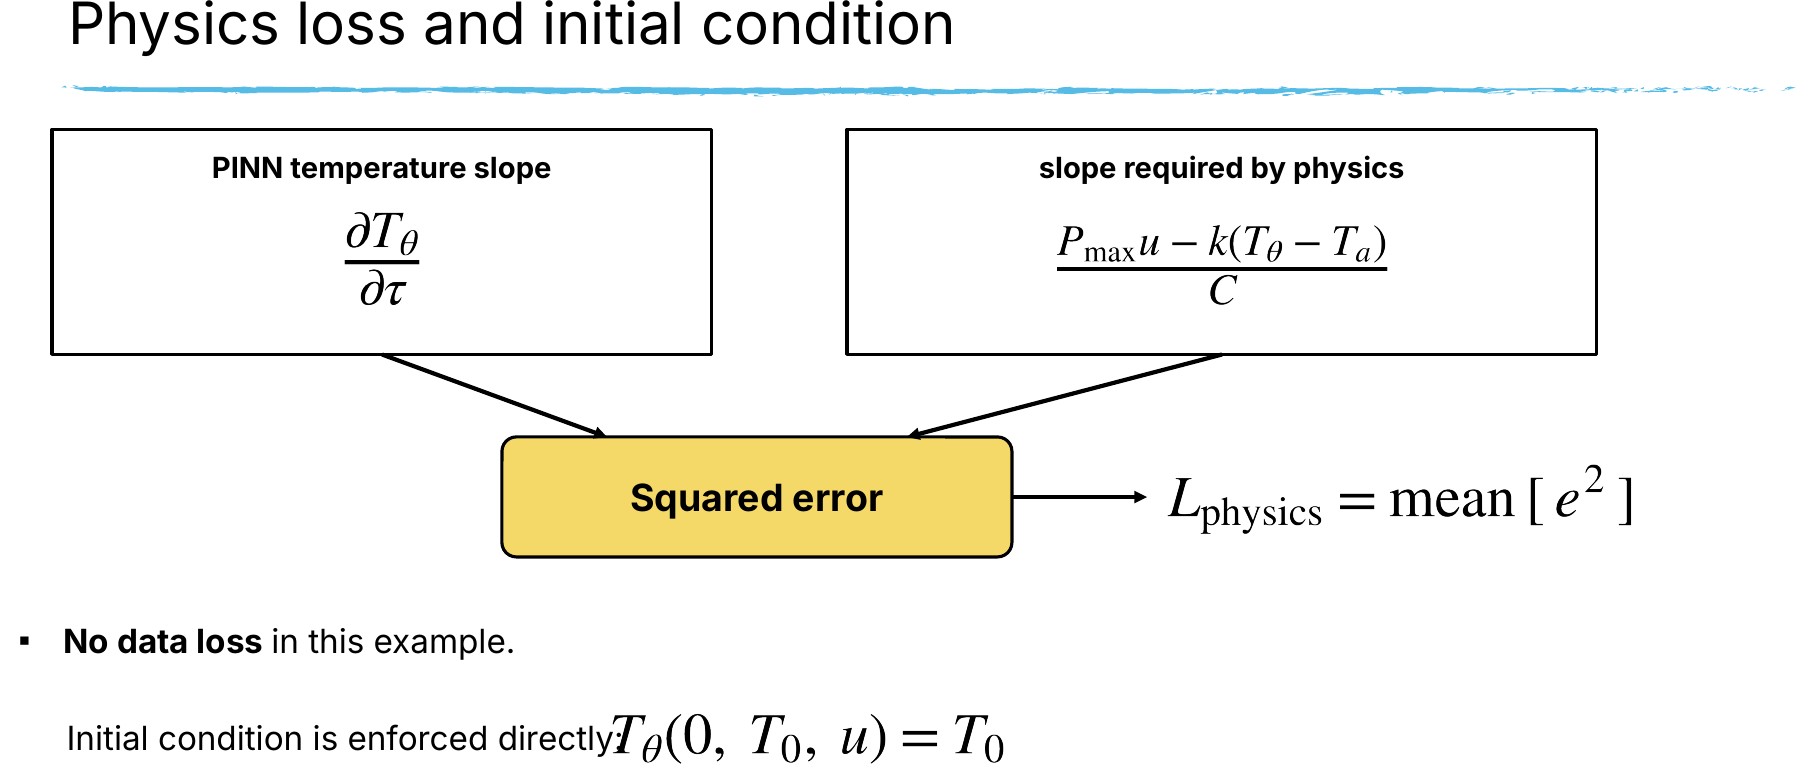 Physics loss and initial condition
PINN temperature slope
∂T_θ
∂τ
slope required by physics
P_max u − k(T_θ − T_a)
C
Squared error
L_physics = mean [ e² ]
▪ No data loss in this example.
Initial condition is enforced directly: T_θ(0, T_0, u) = T_0